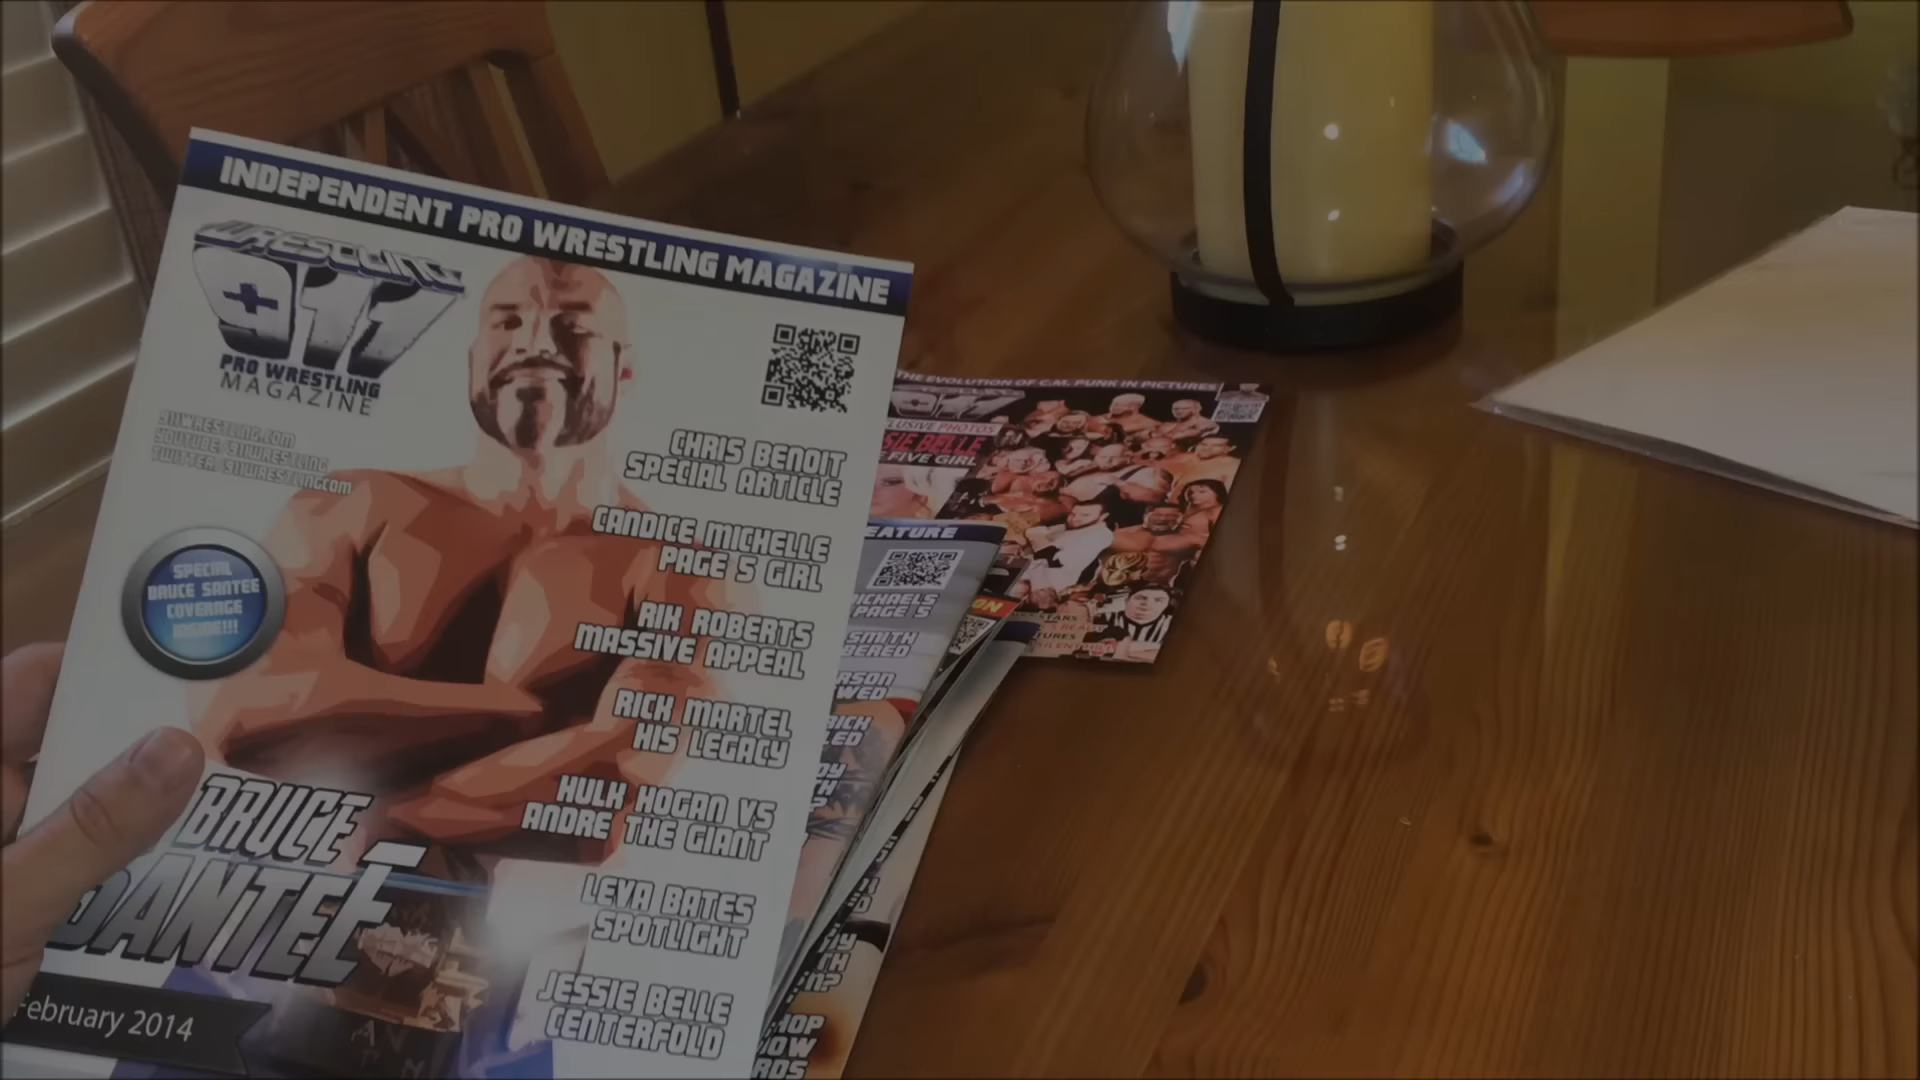 INDEPENDENT PRO WRESTLING MAGAZINE
WRESTLING
911
PRO WRESTLING
MAGAZINE
911WRESTLING.COM
YOUTUBE/911WRESTLING
TWITTER/911WRESTLINGCOM
CHRIS BENOIT
SPECIAL ARTICLE
CANDICE MICHELLE
PAGE 5 GIRL
RIK ROBERTS
MASSIVE APPEAL
RICK MARTEL
HIS LEGACY
HULK HOGAN VS
ANDRE THE GIANT
LEVA BATES
SPOTLIGHT
JESSIE BELLE
CENTERFOLD
SPECIAL
BRUCE SANTEE
COVERAGE
INSIDE!!!
BRUCE
SANTEE
February 2014
THE EVOLUTION OF C.M. PUNK IN PICTURES
911
PHOTOS
BELLE
FIVE GIRL
FEATURE
PAGE 5
SMITH